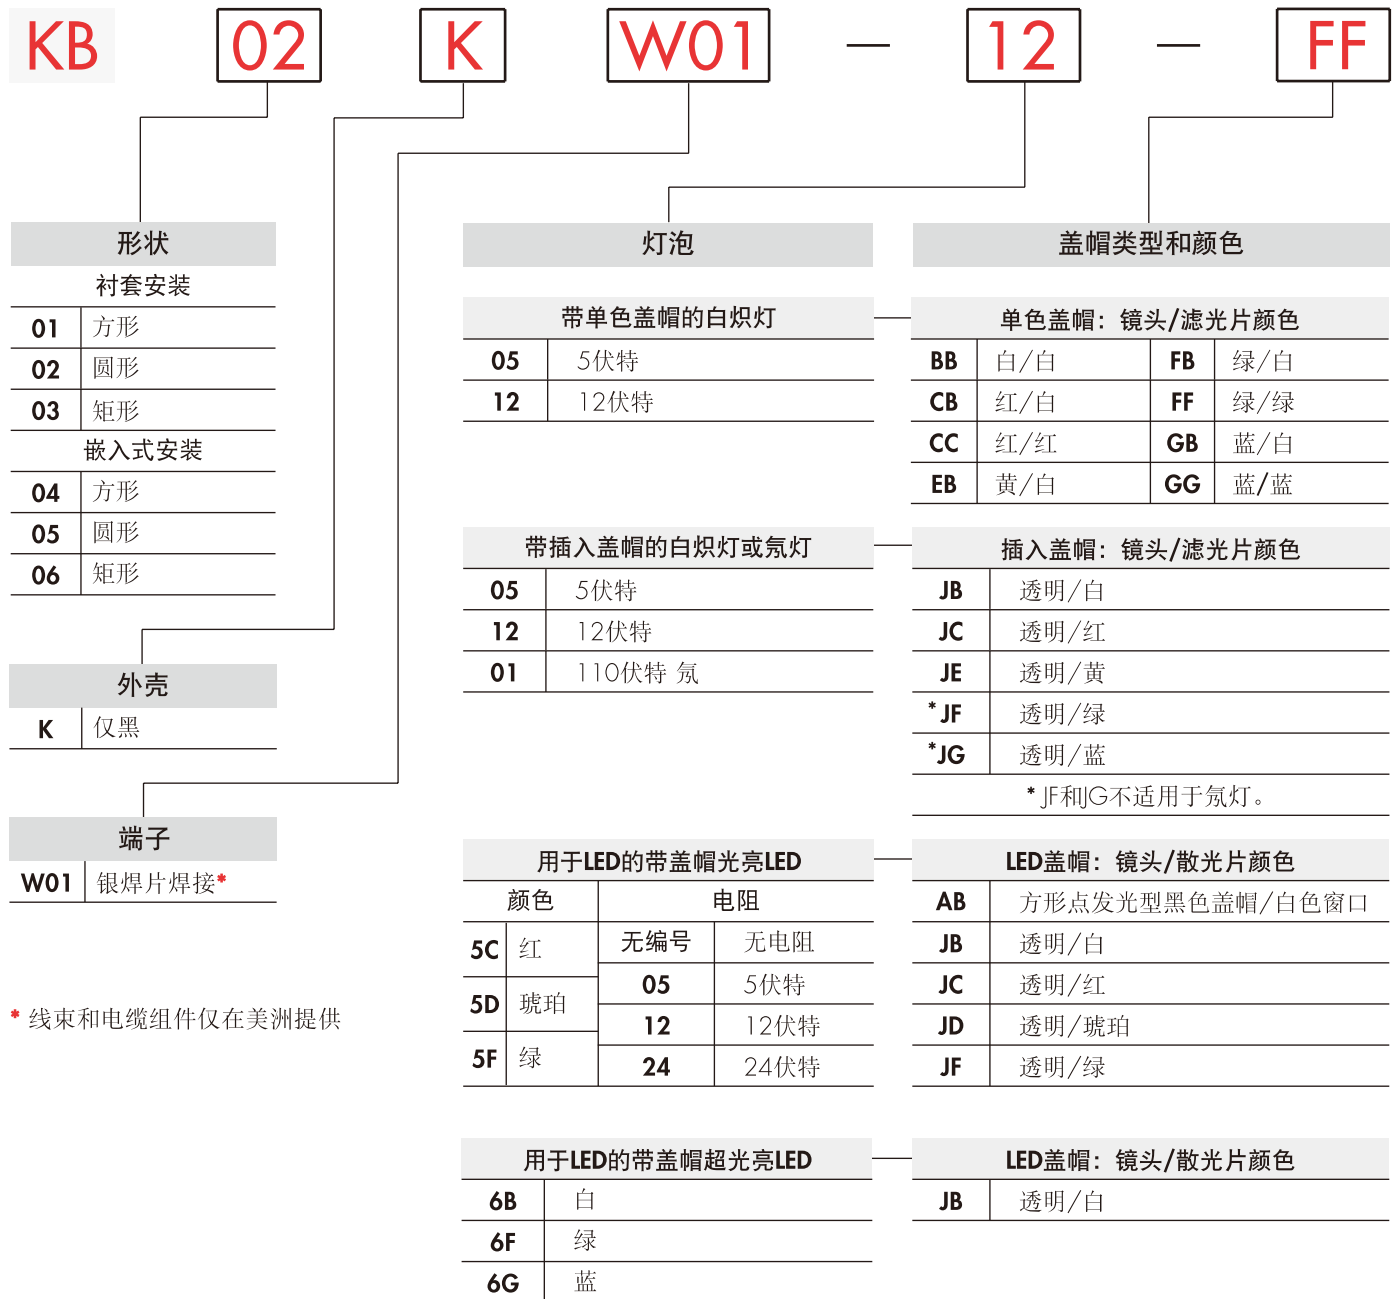 KB 02 K W01 — 12 — FF
形状
衬套安装
01 方形
02 圆形
03 矩形
嵌入式安装
04 方形
05 圆形
06 矩形
外壳
K 仅黑
端子
W01 银焊片焊接*
* 线束和电缆组件仅在美洲提供
灯泡
带单色盖帽的白炽灯
05 5伏特
12 12伏特
带插入盖帽的白炽灯或氖灯
05 5伏特
12 12伏特
01 110伏特 氖
用于LED的带盖帽光亮LED
颜色 电阻
5C 红
5D 琥珀
5F 绿
无编号 无电阻
05 5伏特
12 12伏特
24 24伏特
用于LED的带盖帽超光亮LED
6B 白
6F 绿
6G 蓝
盖帽类型和颜色
单色盖帽：镜头/滤光片颜色
BB 白/白 FB 绿/白
CB 红/白 FF 绿/绿
CC 红/红 GB 蓝/白
EB 黄/白 GG 蓝/蓝
插入盖帽：镜头/滤光片颜色
JB 透明/白
JC 透明/红
JE 透明/黄
*JF 透明/绿
*JG 透明/蓝
* JF和JG不适用于氖灯。
LED盖帽：镜头/散光片颜色
AB 方形点发光型黑色盖帽/白色窗口
JB 透明/白
JC 透明/红
JD 透明/琥珀
JF 透明/绿
LED盖帽：镜头/散光片颜色
JB 透明/白